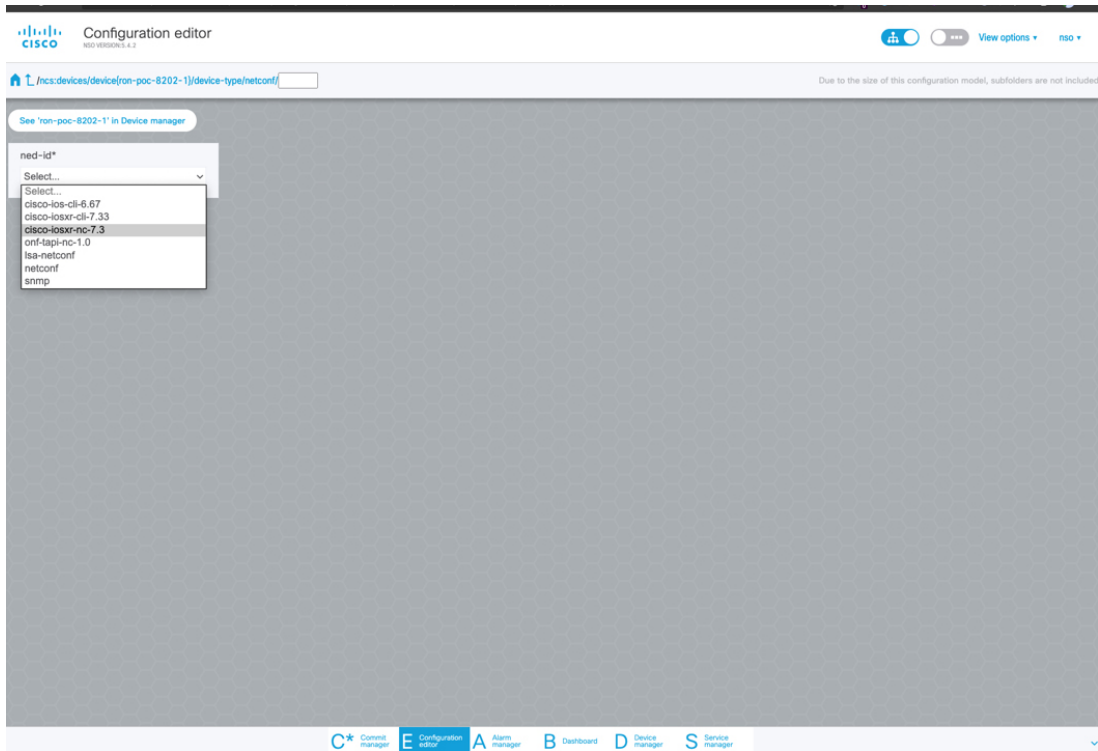 CISCO
Configuration editor
NSO VERSION:5.4.2
View options
nso
/ncs:devices/device{ron-poc-8202-1}/device-type/netconf/
Due to the size of this configuration model, subfolders are not included
See 'ron-poc-8202-1' in Device manager
ned-id*
Select...
Select...
cisco-ios-cli-6.67
cisco-iosxr-cli-7.33
cisco-iosxr-nc-7.3
onf-tapi-nc-1.0
lsa-netconf
netconf
snmp
C* Commit manager
E Configuration editor
A Alarm manager
B Dashboard
D Device manager
S Service manager